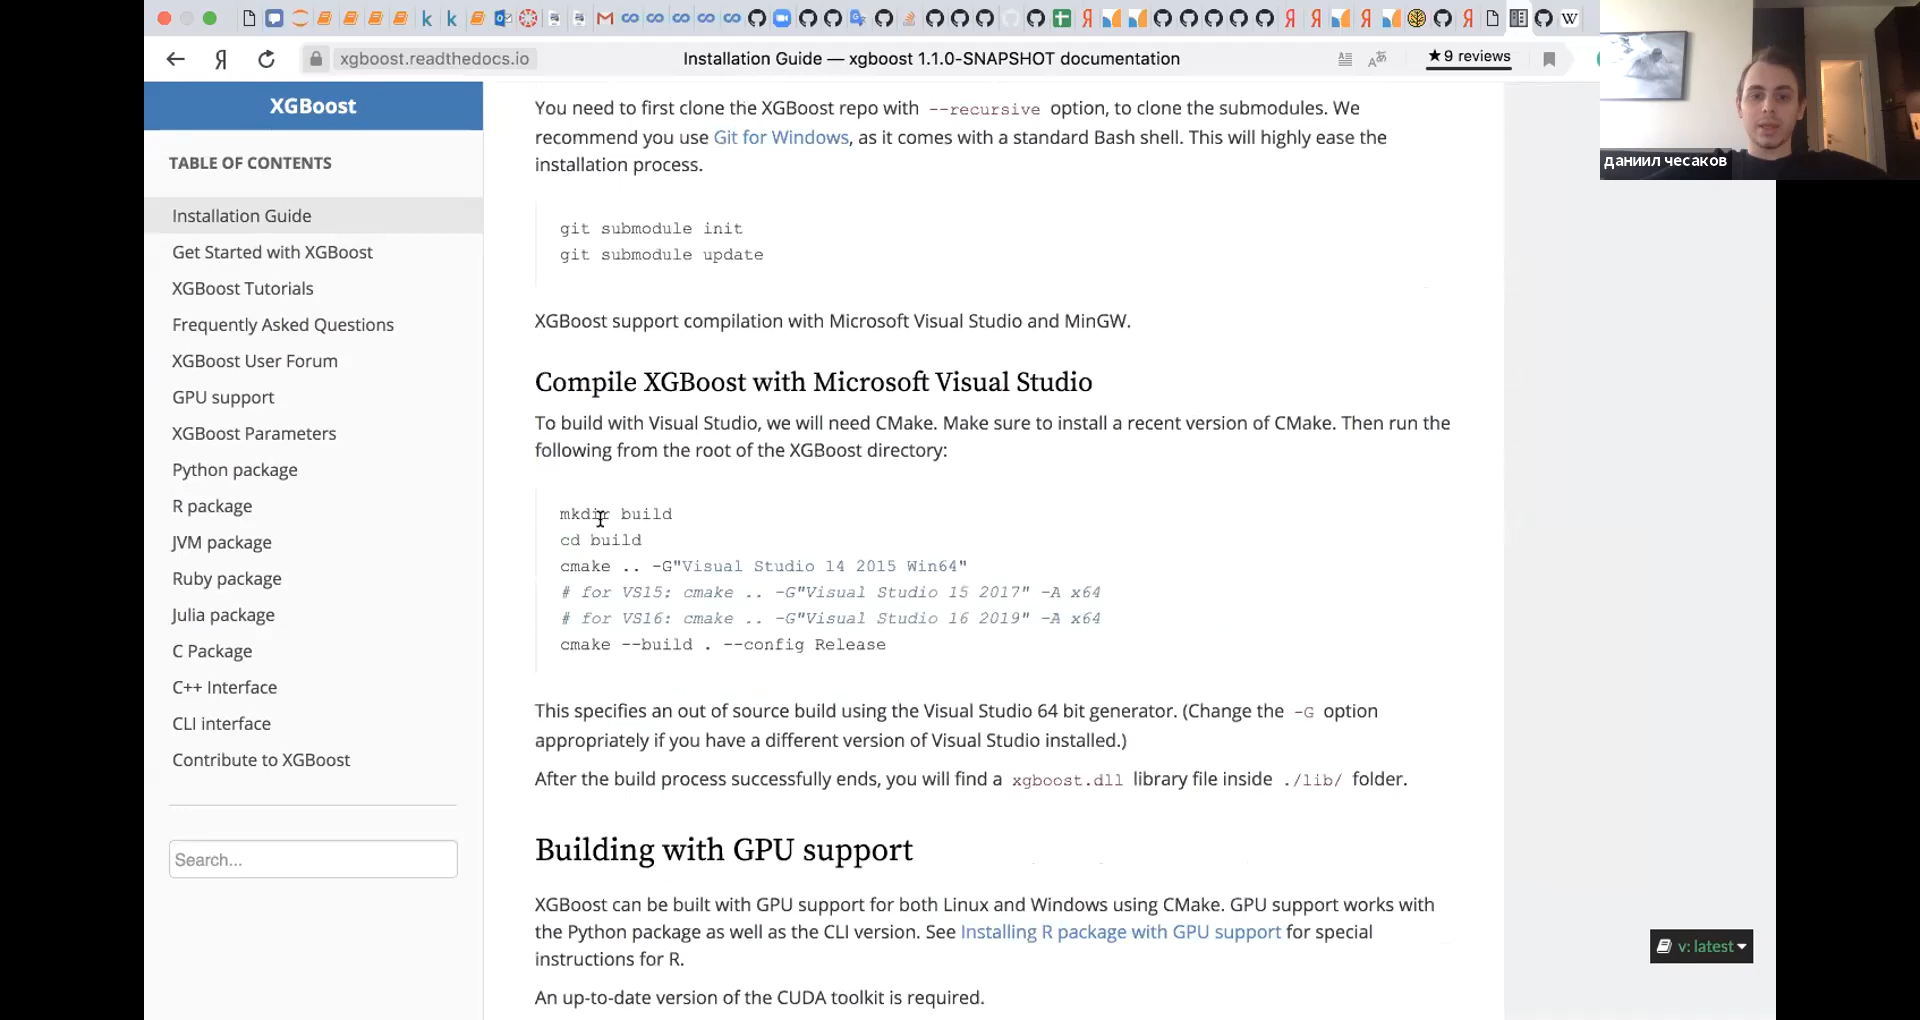 xgboost.readthedocs.io
Installation Guide — xgboost 1.1.0-SNAPSHOT documentation
★9 reviews
даниил чесаков
XGBoost
TABLE OF CONTENTS
Installation Guide
Get Started with XGBoost
XGBoost Tutorials
Frequently Asked Questions
XGBoost User Forum
GPU support
XGBoost Parameters
Python package
R package
JVM package
Ruby package
Julia package
C Package
C++ Interface
CLI interface
Contribute to XGBoost
Search...
You need to first clone the XGBoost repo with --recursive option, to clone the submodules. We
recommend you use Git for Windows, as it comes with a standard Bash shell. This will highly ease the
installation process.
git submodule init
git submodule update
XGBoost support compilation with Microsoft Visual Studio and MinGW.
Compile XGBoost with Microsoft Visual Studio
To build with Visual Studio, we will need CMake. Make sure to install a recent version of CMake. Then run the
following from the root of the XGBoost directory:
mkdir build
cd build
cmake .. -G"Visual Studio 14 2015 Win64"
# for VS15: cmake .. -G"Visual Studio 15 2017" -A x64
# for VS16: cmake .. -G"Visual Studio 16 2019" -A x64
cmake --build . --config Release
This specifies an out of source build using the Visual Studio 64 bit generator. (Change the -G option
appropriately if you have a different version of Visual Studio installed.)
After the build process successfully ends, you will find a xgboost.dll library file inside ./lib/ folder.
Building with GPU support
XGBoost can be built with GPU support for both Linux and Windows using CMake. GPU support works with
the Python package as well as the CLI version. See Installing R package with GPU support for special
instructions for R.
An up-to-date version of the CUDA toolkit is required.
v: latest